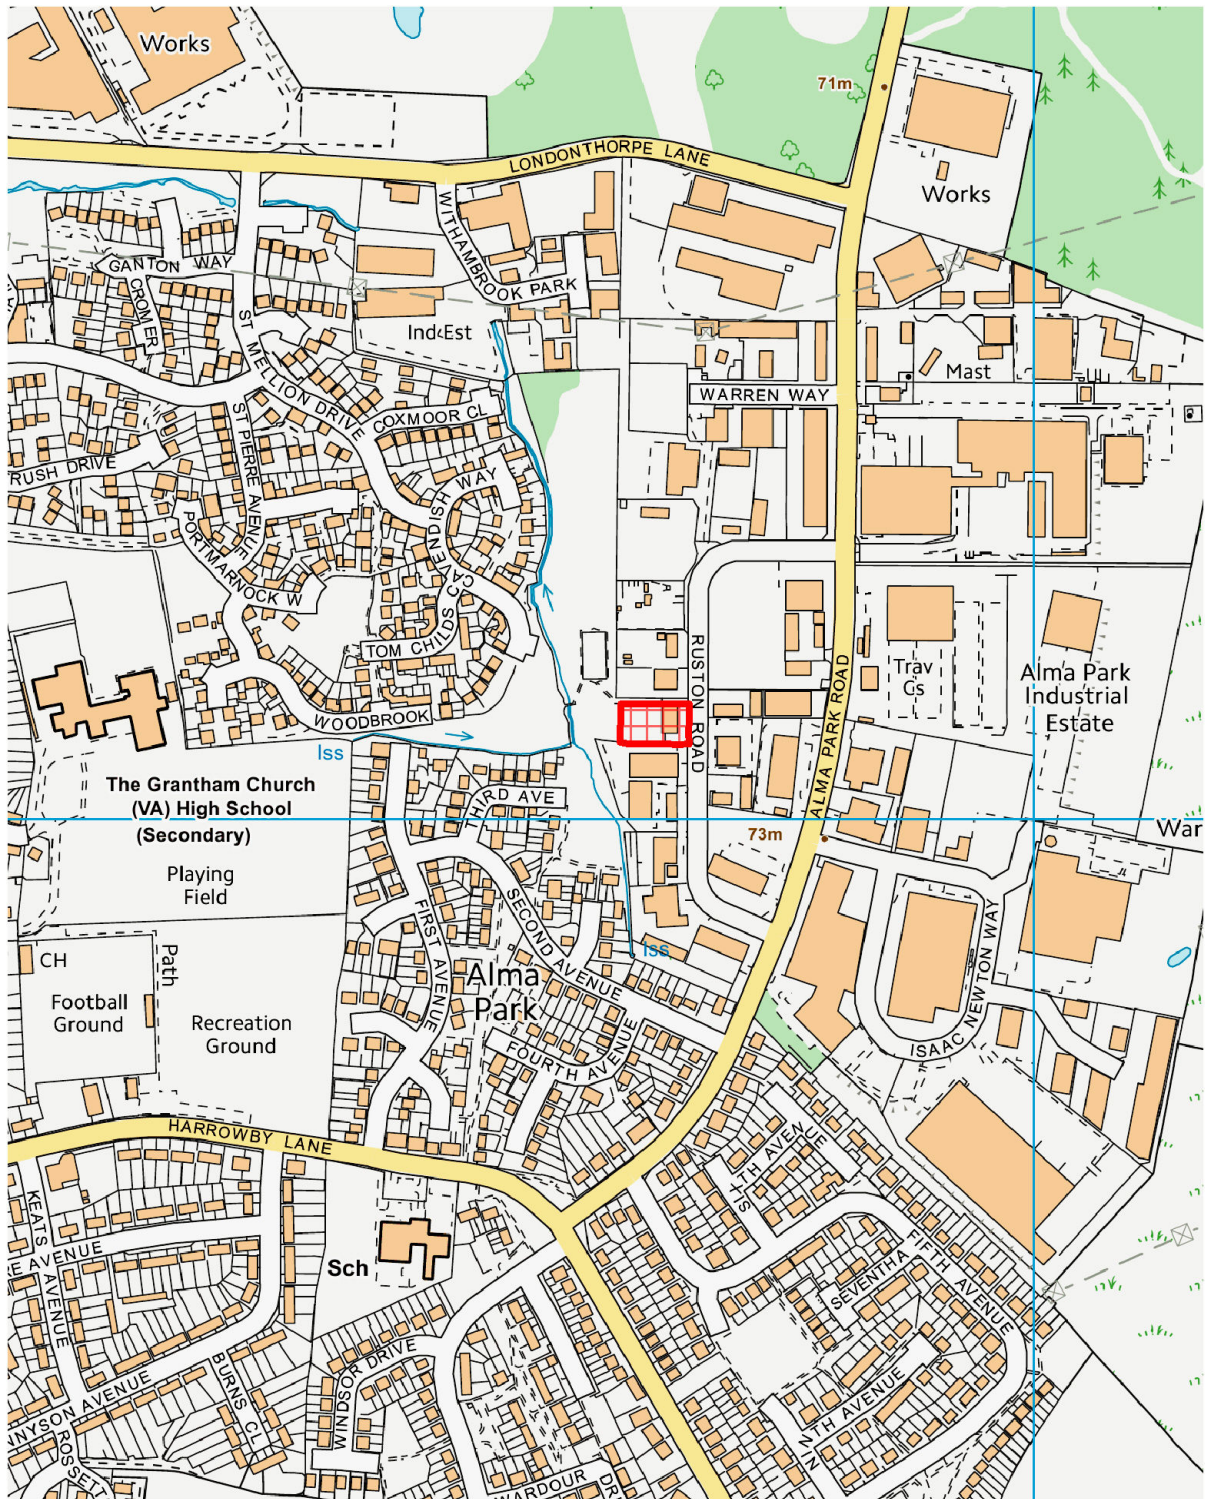 Works
71m
LONDONTHORPE LANE
Works
WITHAMBROOK PARK
GANTON WAY
CROMER
ST MELLION DRIVE
Ind Est
Mast
WARREN WAY
COXMOOR CL
ST PIERRE AVENUE
RUSH DRIVE
CAVENDISH WAY
PORTMARNOCK W
TOM CHILDS C
RUSTON ROAD
Trav
Gs
Alma Park
Industrial
Estate
WOODBROOK
Iss
ALMA PARK ROAD
The Grantham Church
(VA) High School
(Secondary)
THIRD AVE
73m
War
Playing
Field
SECOND AVENUE
FIRST AVENUE
Iss
ISAAC NEWTON WAY
CH
Path
Alma
Park
Football
Ground
Recreation
Ground
FOURTH AVENUE
HARROWBY LANE
KEATS AVENUE
E AVENUE
Sch
FIFTH AVENUE
SEVENTH A
WINDSOR DRIVE
BURNS CL
NNYSON AVENUE
ROSSETT
NTH AVENUE
WARDOUR DR